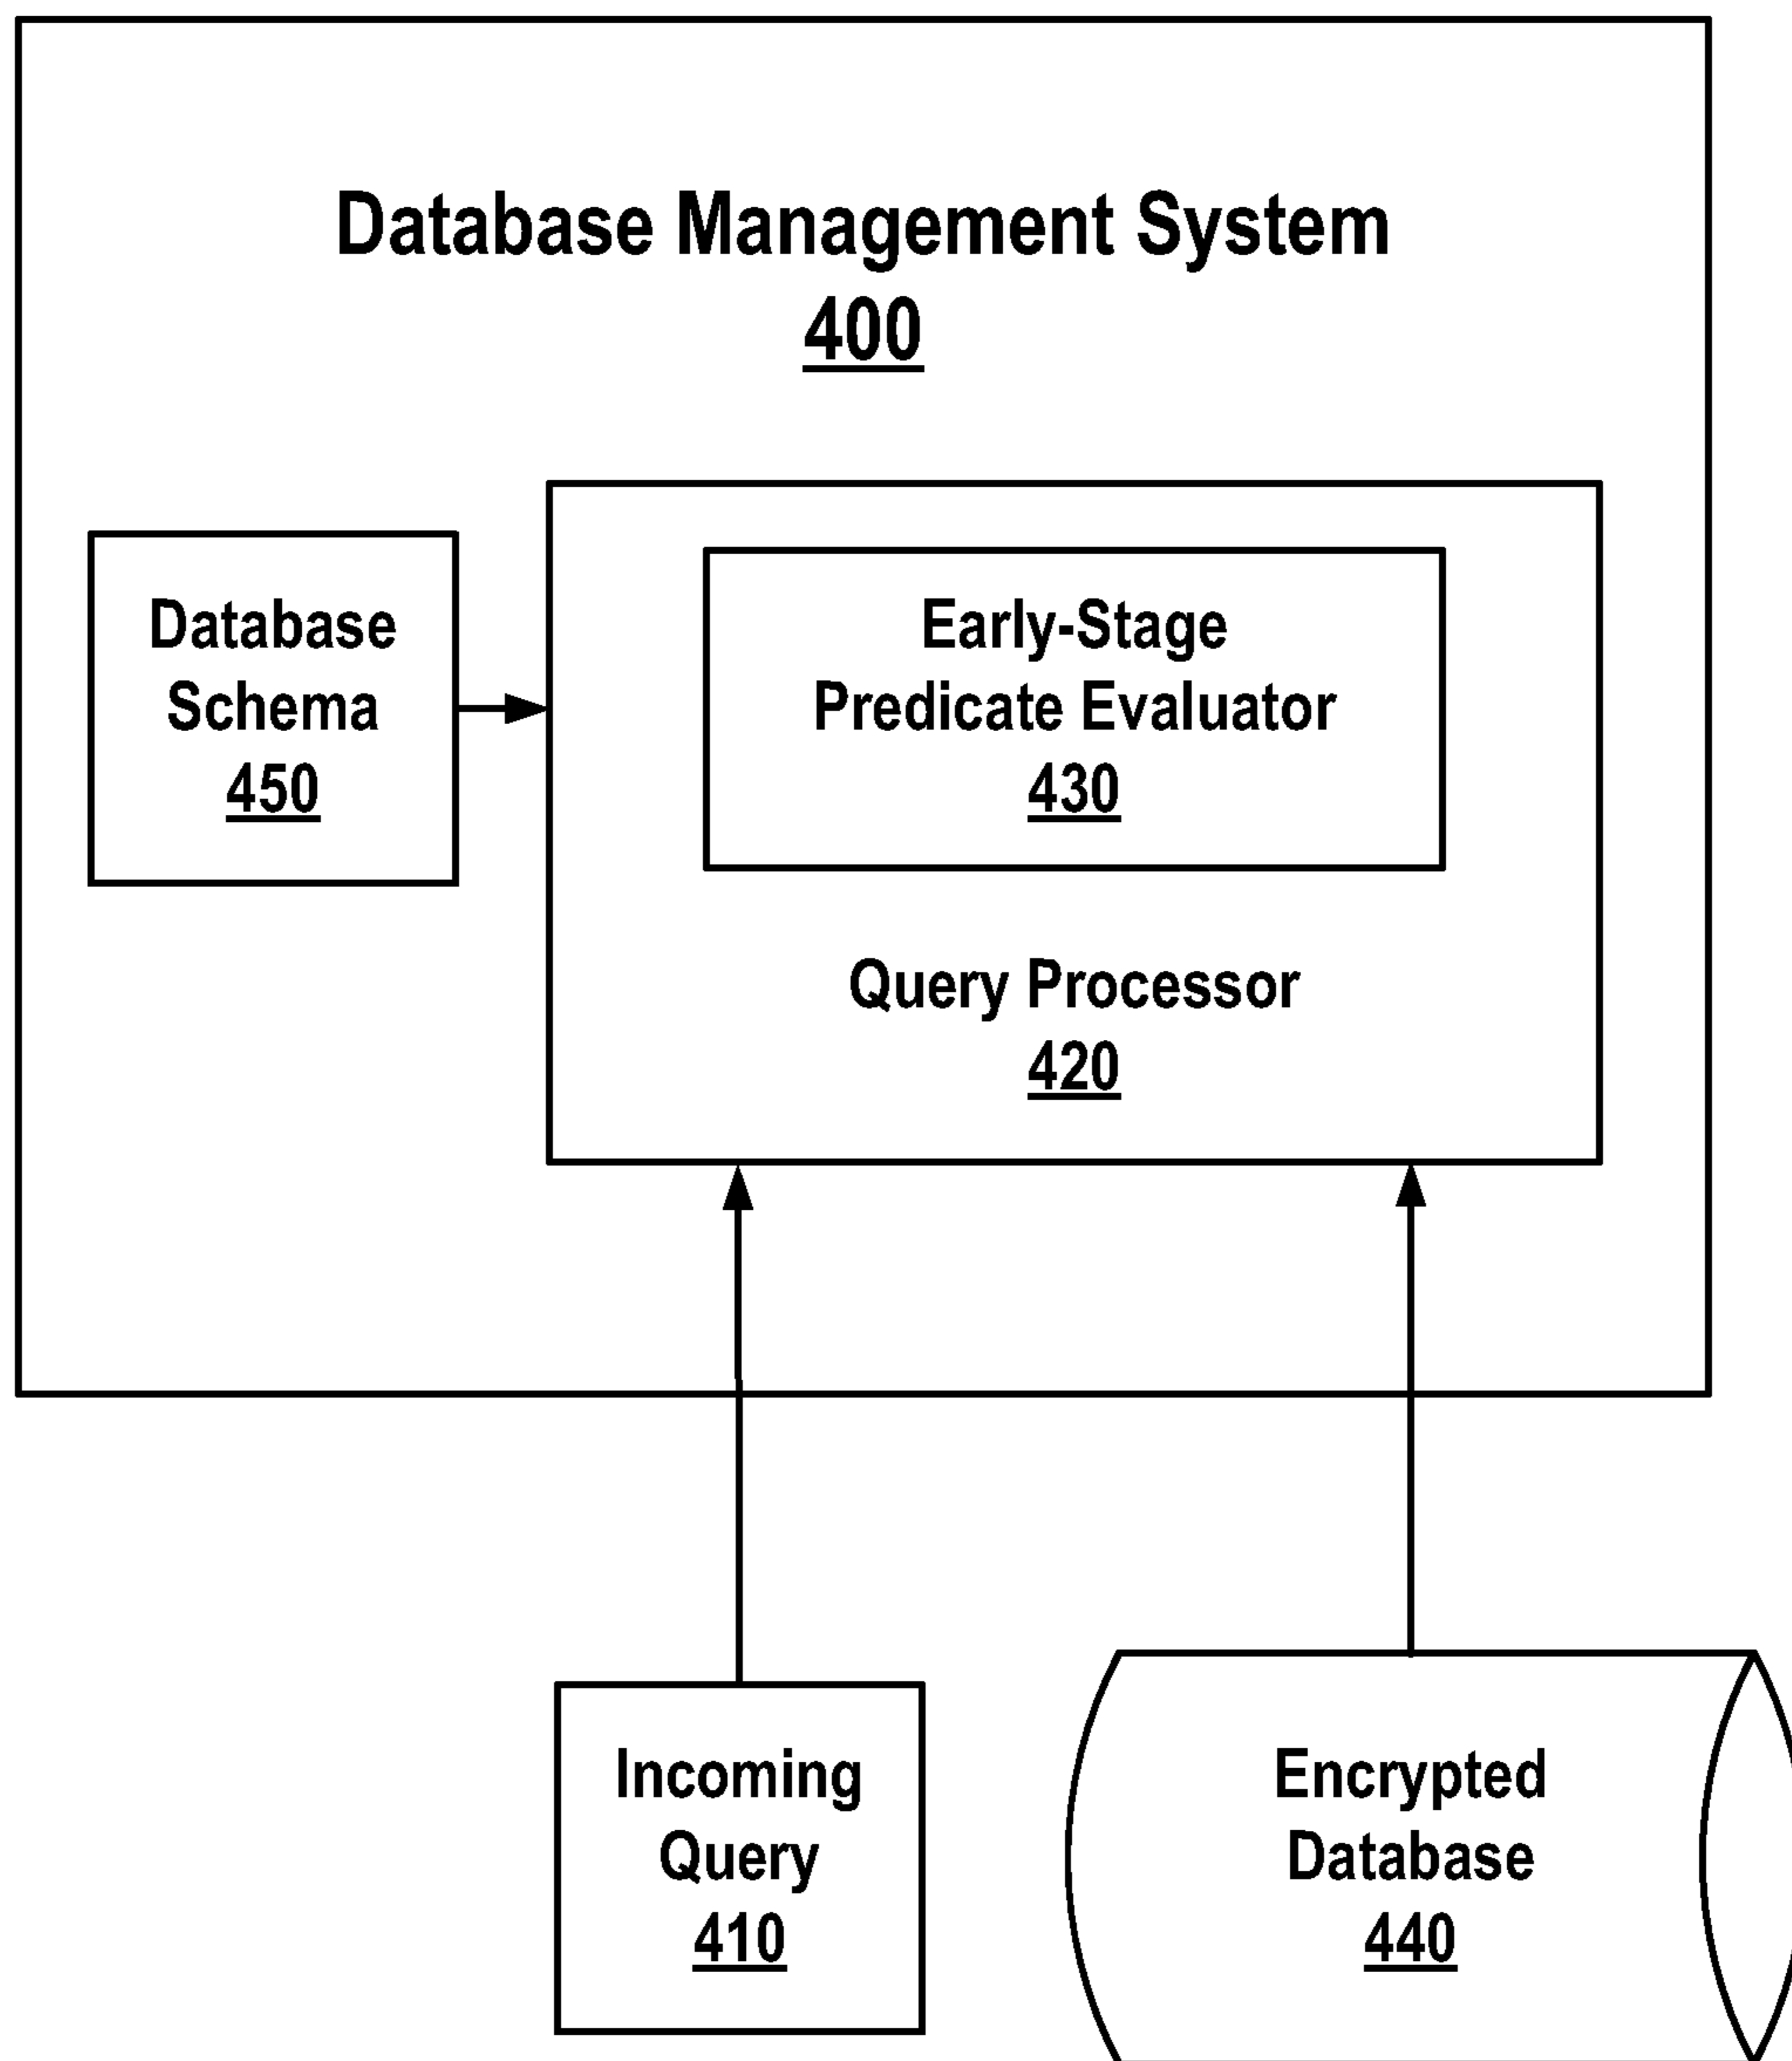 Database Management System
400
Database
Schema
450
Early-Stage
Predicate Evaluator
430
Query Processor
420
Incoming
Query
410
Encrypted
Database
440